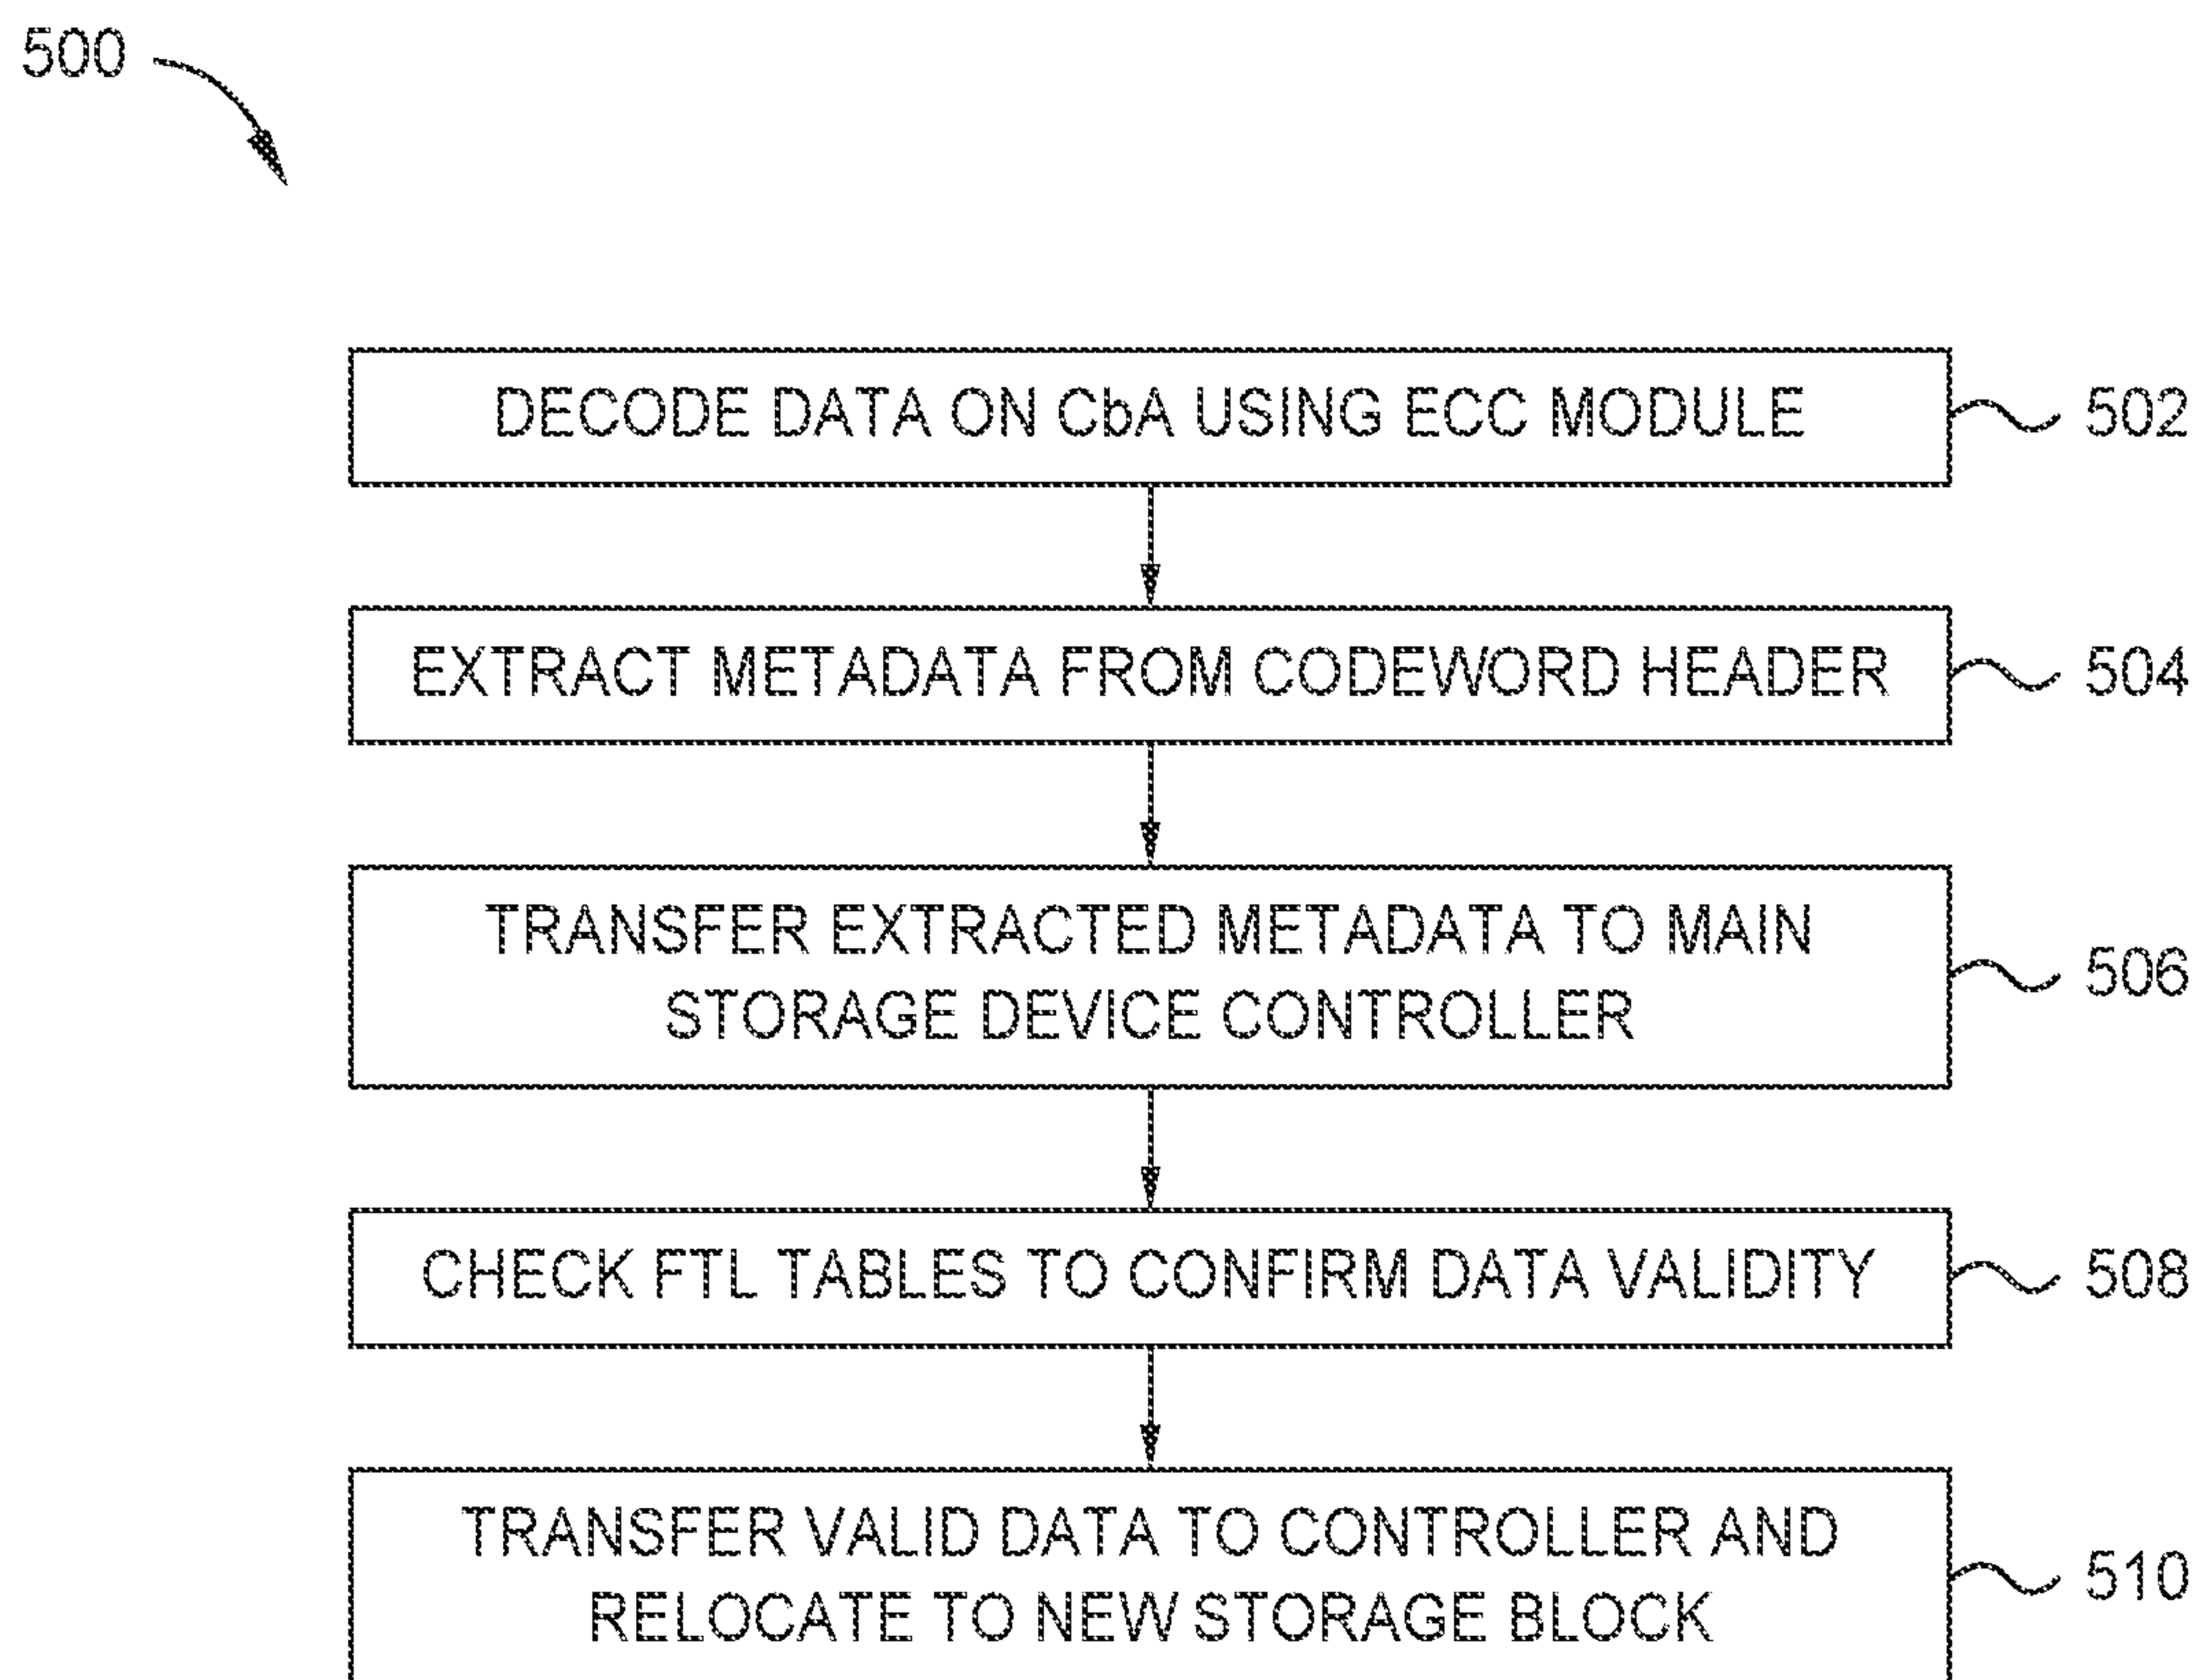 500
DECODE DATA ON CbA USING ECC MODULE
502
EXTRACT METADATA FROM CODEWORD HEADER
504
TRANSFER EXTRACTED METADATA TO MAIN
STORAGE DEVICE CONTROLLER
506
CHECK FTL TABLES TO CONFIRM DATA VALIDITY
508
TRANSFER VALID DATA TO CONTROLLER AND
RELOCATE TO NEW STORAGE BLOCK
510